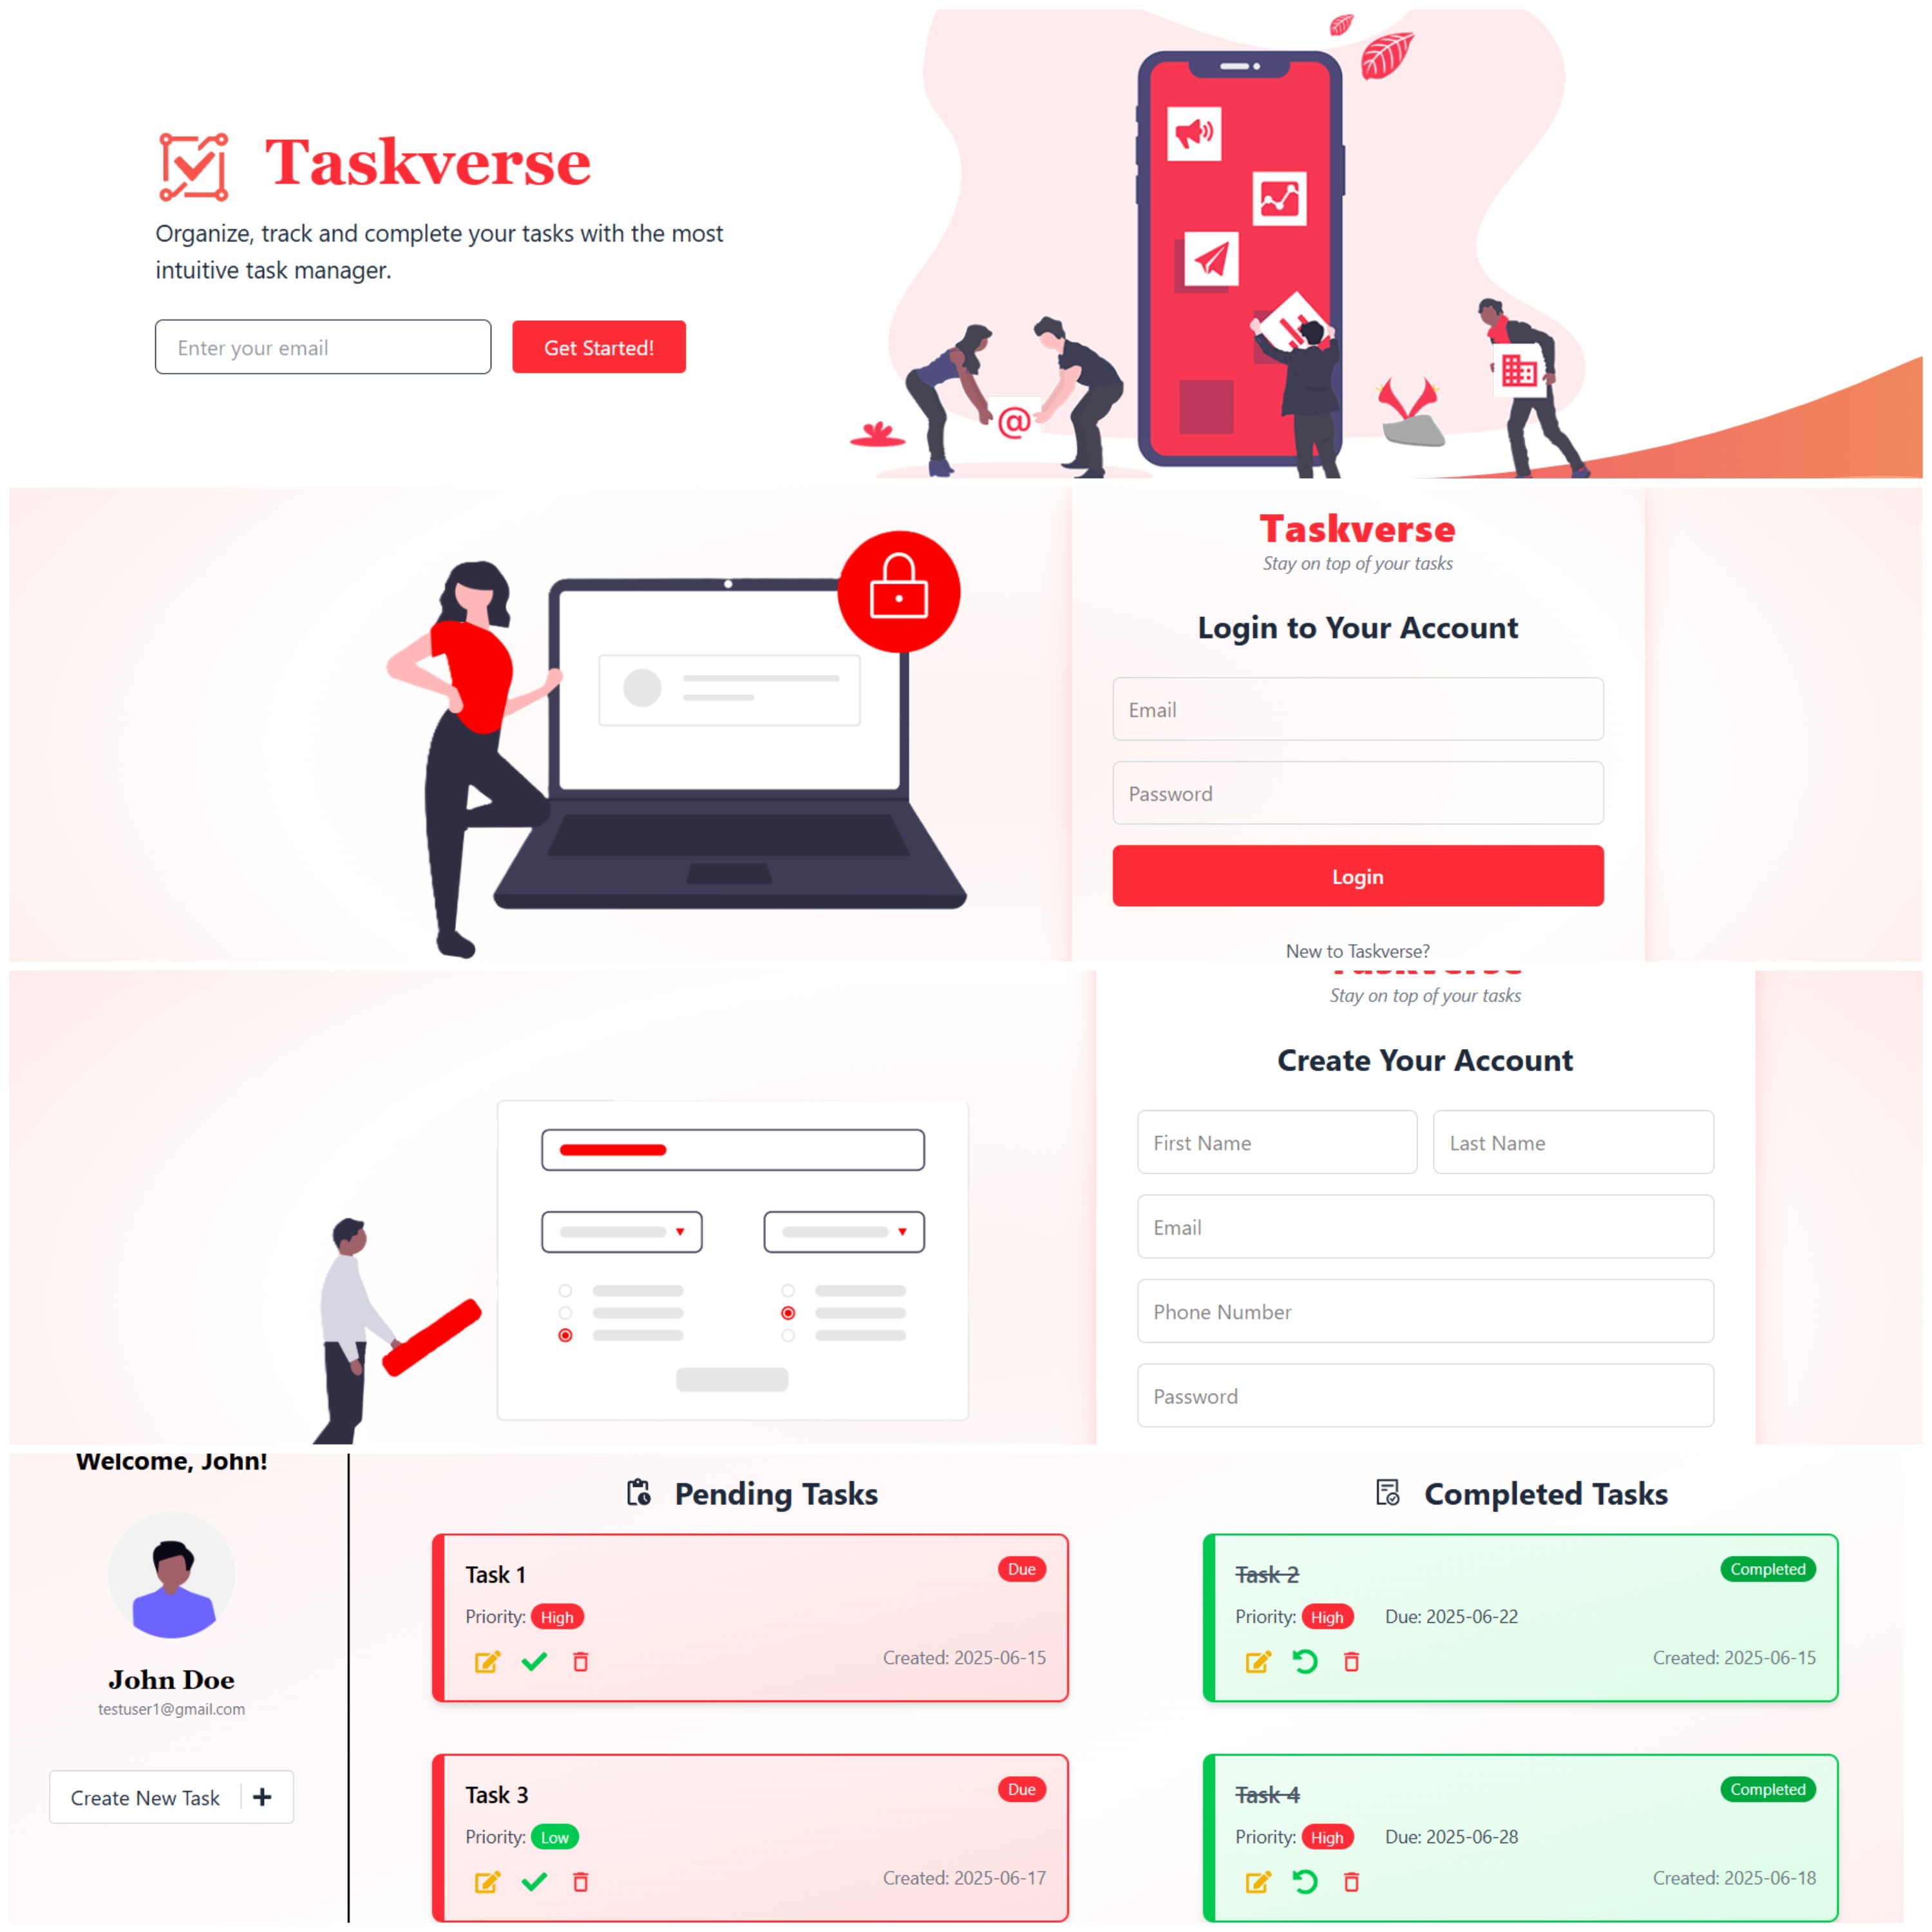 Taskverse
Organize, track and complete your tasks with the most
intuitive task manager.
Enter your email
Get Started!
@
Taskverse
Stay on top of your tasks
Login to Your Account
Email
Password
Login
New to Taskverse?
Stay on top of your tasks
Create Your Account
First Name
Last Name
Email
Phone Number
Password
Welcome, John!
John Doe
testuser1@gmail.com
Create New Task
Pending Tasks
Task 1
Due
Priority: High
Created: 2025-06-15
Task 3
Due
Priority: Low
Created: 2025-06-17
Completed Tasks
Task 2
Completed
Priority: High Due: 2025-06-22
Created: 2025-06-15
Task 4
Completed
Priority: High Due: 2025-06-28
Created: 2025-06-18